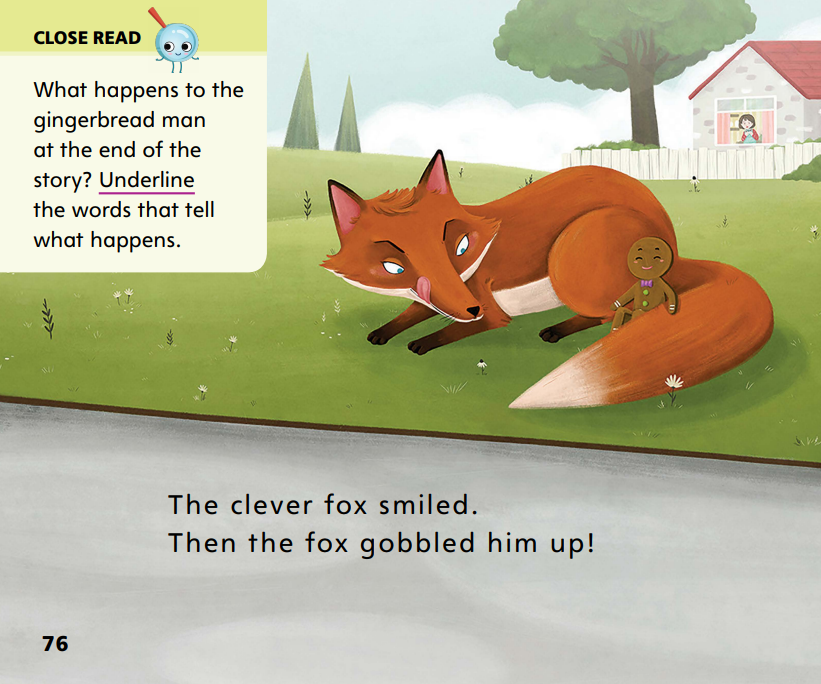 CLOSE READ
What happens to the
gingerbread man
at the end of the
story? Underline
the words that tell
what happens.
The clever fox smiled.
Then the fox gobbled him up!
76